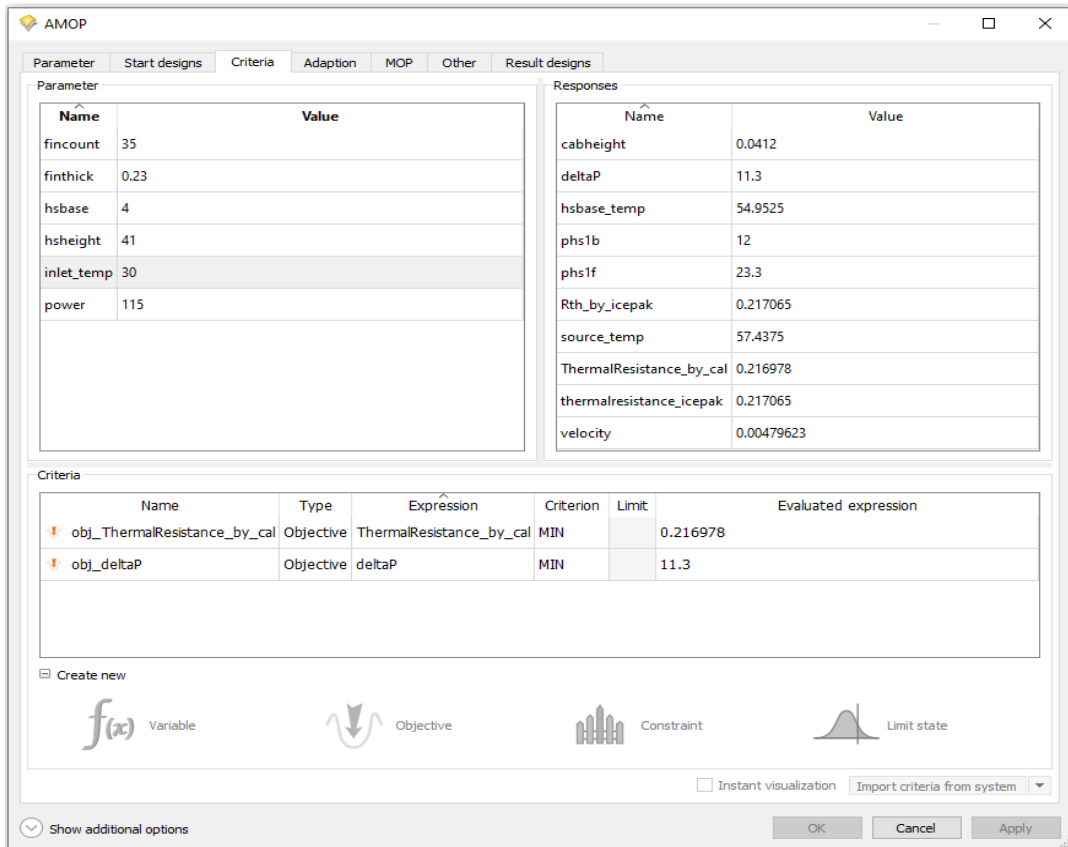 AMOP
Parameter Start designs Criteria Adaption MOP Other Result designs
Parameter
Name Value
fincount 35
finthick 0.23
hsbase 4
hsheight 41
inlet_temp 30
power 115
Responses
Name Value
cabheight 0.0412
deltaP 11.3
hsbase_temp 54.9525
phs1b 12
phs1f 23.3
Rth_by_icepak 0.217065
source_temp 57.4375
ThermalResistance_by_cal 0.216978
thermalresistance_icepak 0.217065
velocity 0.00479623
Criteria
Name Type Expression Criterion Limit Evaluated expression
obj_ThermalResistance_by_cal Objective ThermalResistance_by_cal MIN 0.216978
obj_deltaP Objective deltaP MIN 11.3
Create new
f(x) Variable Objective Constraint Limit state
Instant visualization Import criteria from system
Show additional options OK Cancel Apply